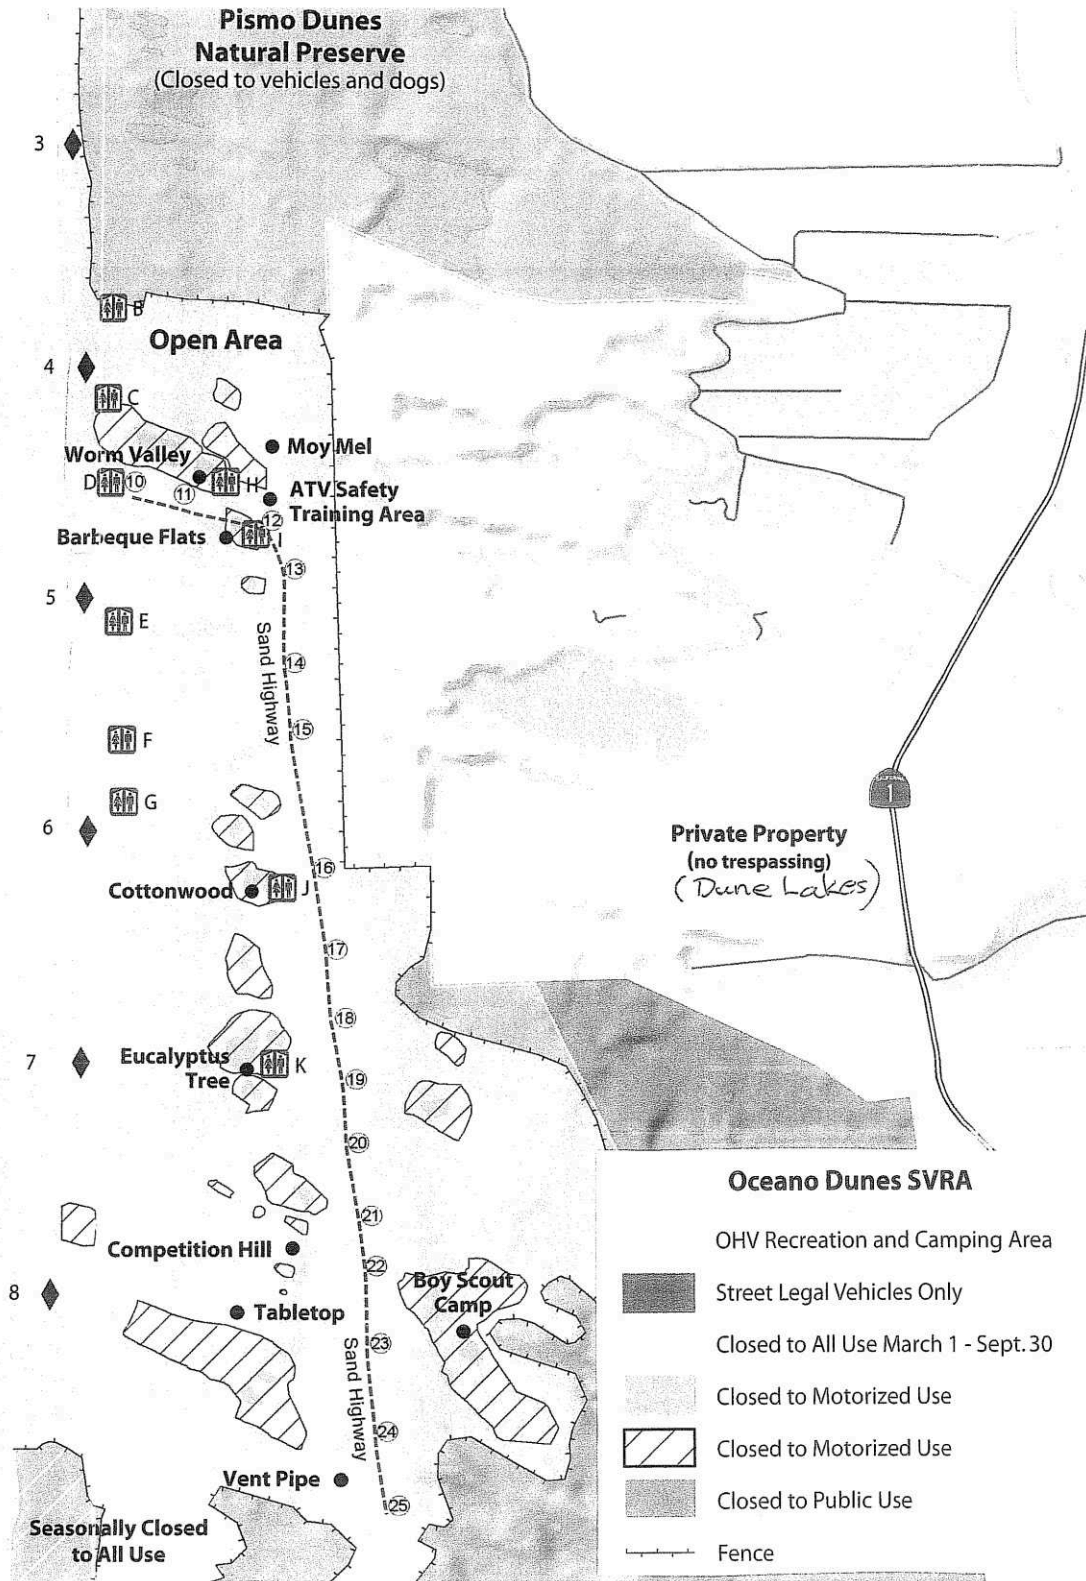 Pismo Dunes
Natural Preserve
(Closed to vehicles and dogs)
3
B
Open Area
4
C
Moy Mel
Worm Valley
D
10
11
H
ATV Safety
Training Area
12
Barbeque Flats
I
13
5
E
Sand Highway
14
15
F
G
6
1
Private Property
(no trespassing)
(Dune Lakes)
16
Cottonwood
J
17
18
7
Eucalyptus
Tree
K
19
20
21
Competition Hill
22
8
Boy Scout
Camp
Tabletop
23
Sand Highway
24
Vent Pipe
25
Seasonally Closed
to All Use
Oceano Dunes SVRA
OHV Recreation and Camping Area
Street Legal Vehicles Only
Closed to All Use March 1 - Sept. 30
Closed to Motorized Use
Closed to Motorized Use
Closed to Public Use
Fence